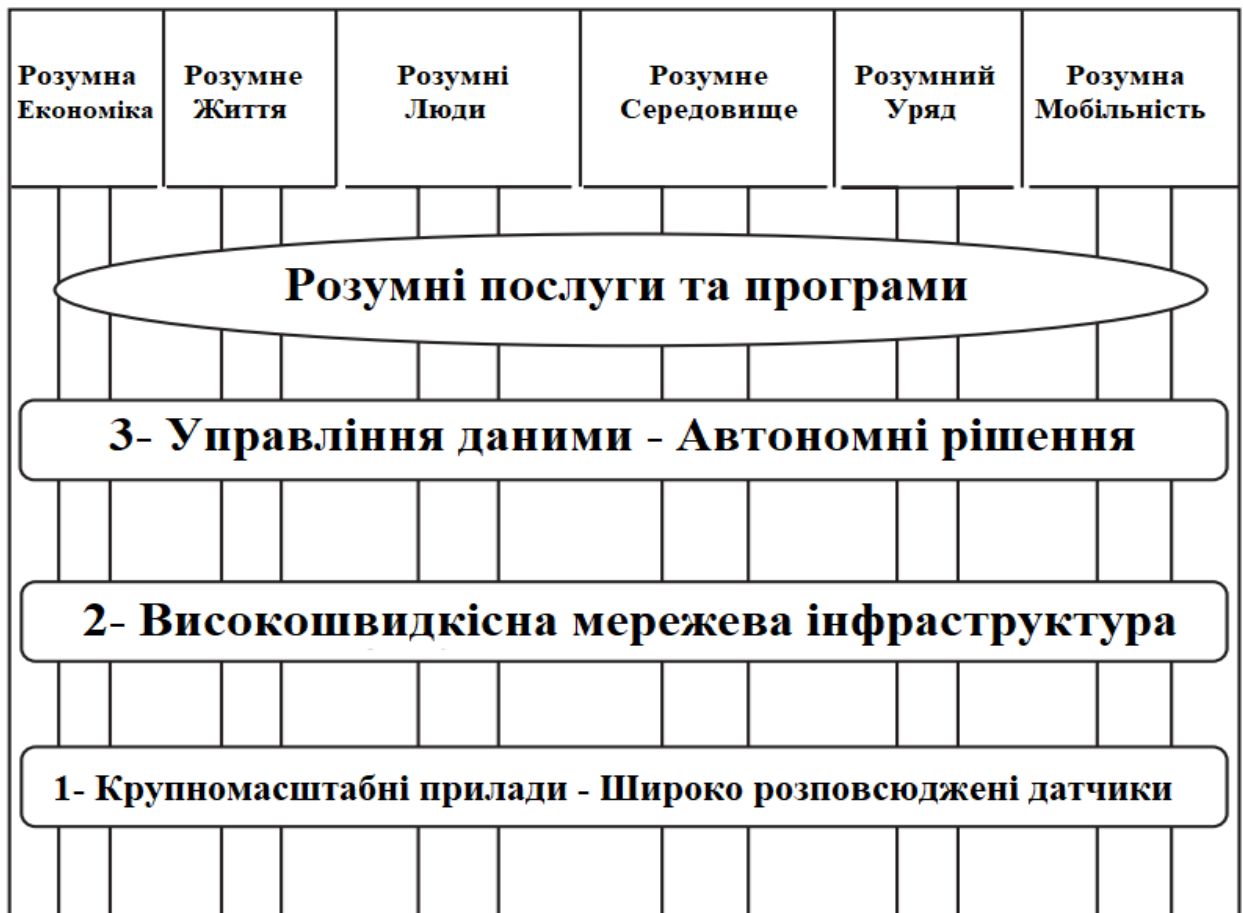 Розумна
Економіка
Розумне
Життя
Розумні
Люди
Розумне
Середовище
Розумний
Уряд
Розумна
Мобільність
Розумні послуги та програми
3- Управління даними - Автономні рішення
2- Високошвидкісна мережева інфраструктура
1- Крупномасштабні прилади - Широко розповсюджені датчики